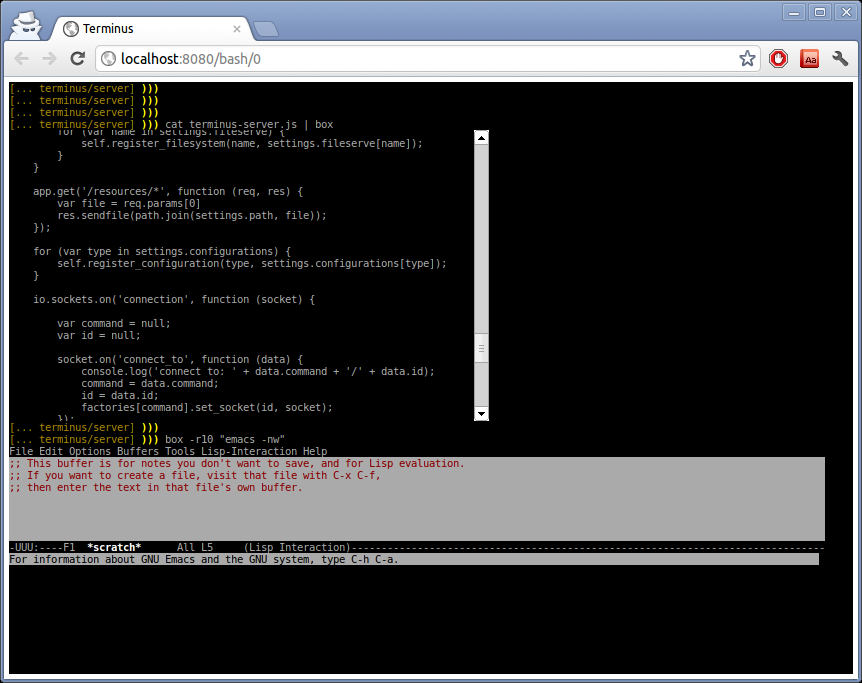 Terminus
localhost:8080/bash/0
Aa
[... terminus/server] )))
[... terminus/server] )))
[... terminus/server] )))
[... terminus/server] ))) cat terminus-server.js | box
for (var name in settings.fileserve) {
self.register_filesystem(name, settings.fileserve[name]);
}
}
app.get('/resources/*', function (req, res) {
var file = req.params[0]
res.sendfile(path.join(settings.path, file));
});
for (var type in settings.configurations) {
self.register_configuration(type, settings.configurations[type]);
}
io.sockets.on('connection', function (socket) {
var command = null;
var id = null;
socket.on('connect_to', function (data) {
console.log('connect to: ' + data.command + '/' + data.id);
command = data.command;
id = data.id;
factories[command].set_socket(id, socket);
});
[... terminus/server] )))
[... terminus/server] ))) box -r10 "emacs -nw"
File Edit Options Buffers Tools Lisp-Interaction Help
;; This buffer is for notes you don't want to save, and for Lisp evaluation.
;; If you want to create a file, visit that file with C-x C-f,
;; then enter the text in that file's own buffer.
-UUU:----F1  *scratch*      All L5     (Lisp Interaction)-------------------------------------------------------------------------------
For information about GNU Emacs and the GNU system, type C-h C-a.